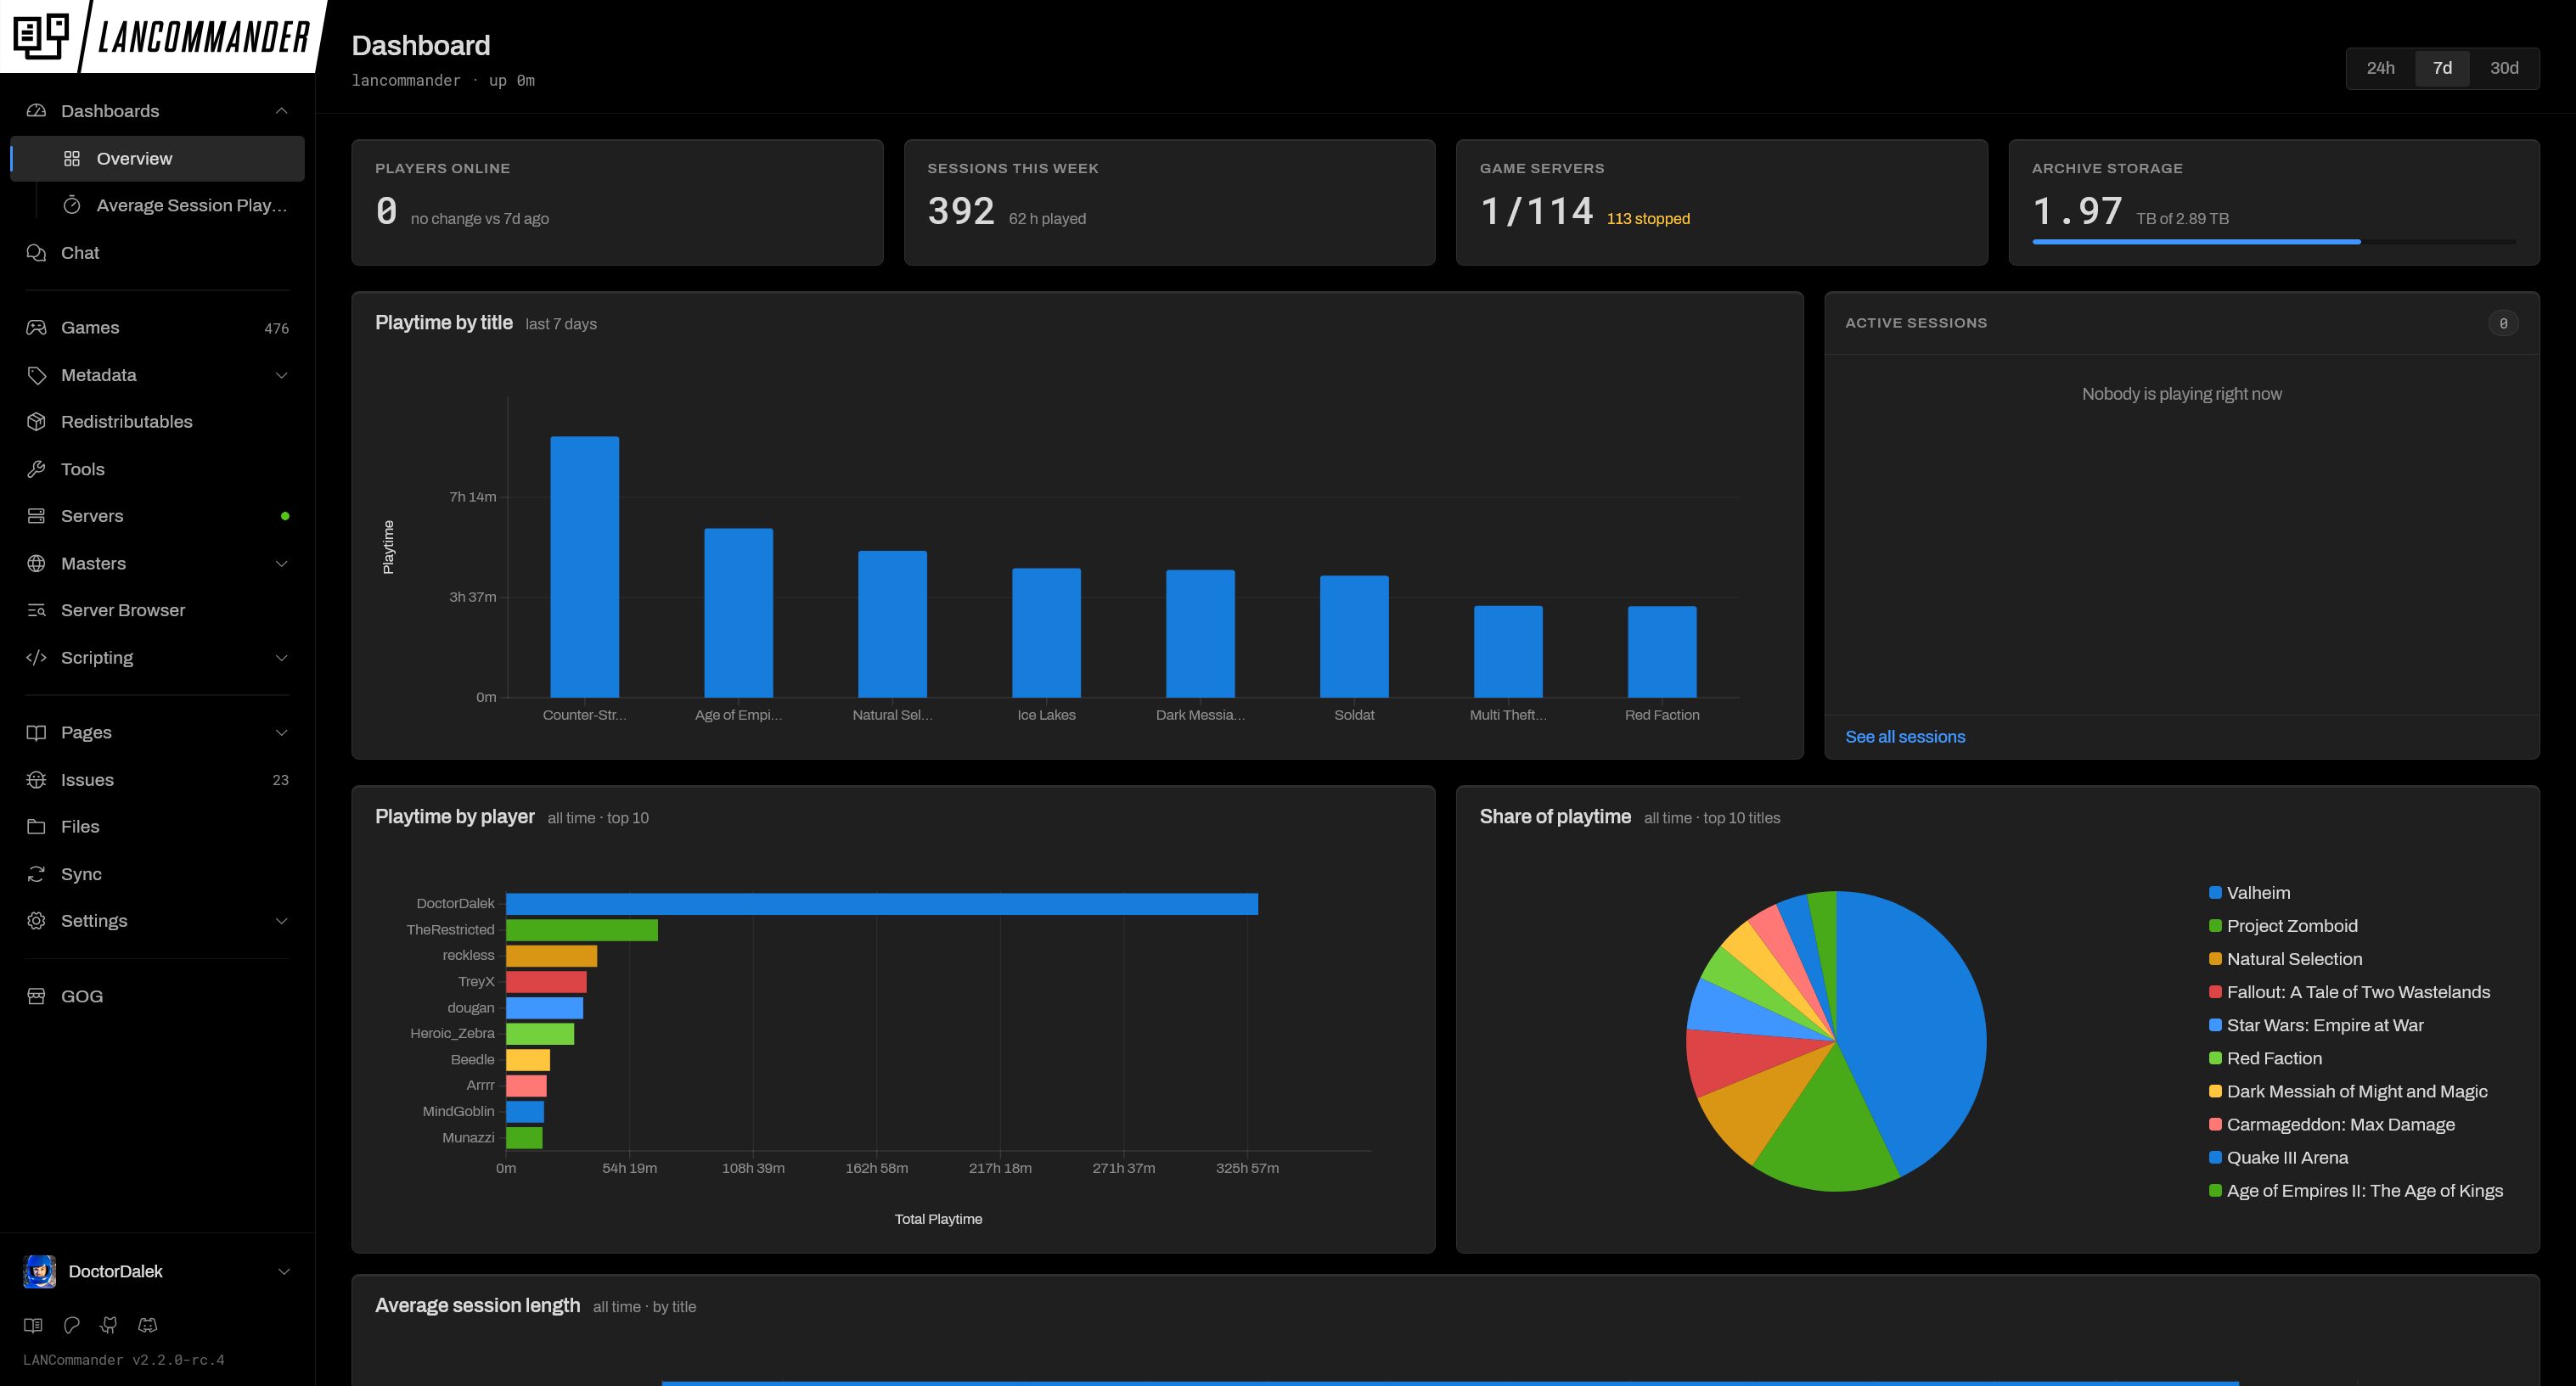 LANCOMMANDER
Dashboards
Overview
Average Session Play...
Chat
Games 476
Metadata
Redistributables
Tools
Servers
Masters
Server Browser
Scripting
Pages
Issues 23
Files
Sync
Settings
GOG
DoctorDalek
LANCommander v2.2.0-rc.4
Dashboard
lancommander · up 0m
24h 7d 30d
PLAYERS ONLINE
0 no change vs 7d ago
SESSIONS THIS WEEK
392 62 h played
GAME SERVERS
1/114 113 stopped
ARCHIVE STORAGE
1.97 TB of 2.89 TB
Playtime by title last 7 days
Playtime
7h 14m
3h 37m
0m
Counter-Str... Age of Empi... Natural Sel... Ice Lakes Dark Messia... Soldat Multi Theft... Red Faction
ACTIVE SESSIONS 0
Nobody is playing right now
See all sessions
Playtime by player all time · top 10
DoctorDalek
TheRestricted
reckless
TreyX
dougan
Heroic_Zebra
Beedle
Arrrr
MindGoblin
Munazzi
0m 54h 19m 108h 39m 162h 58m 217h 18m 271h 37m 325h 57m
Total Playtime
Share of playtime all time · top 10 titles
Valheim
Project Zomboid
Natural Selection
Fallout: A Tale of Two Wastelands
Star Wars: Empire at War
Red Faction
Dark Messiah of Might and Magic
Carmageddon: Max Damage
Quake III Arena
Age of Empires II: The Age of Kings
Average session length all time · by title